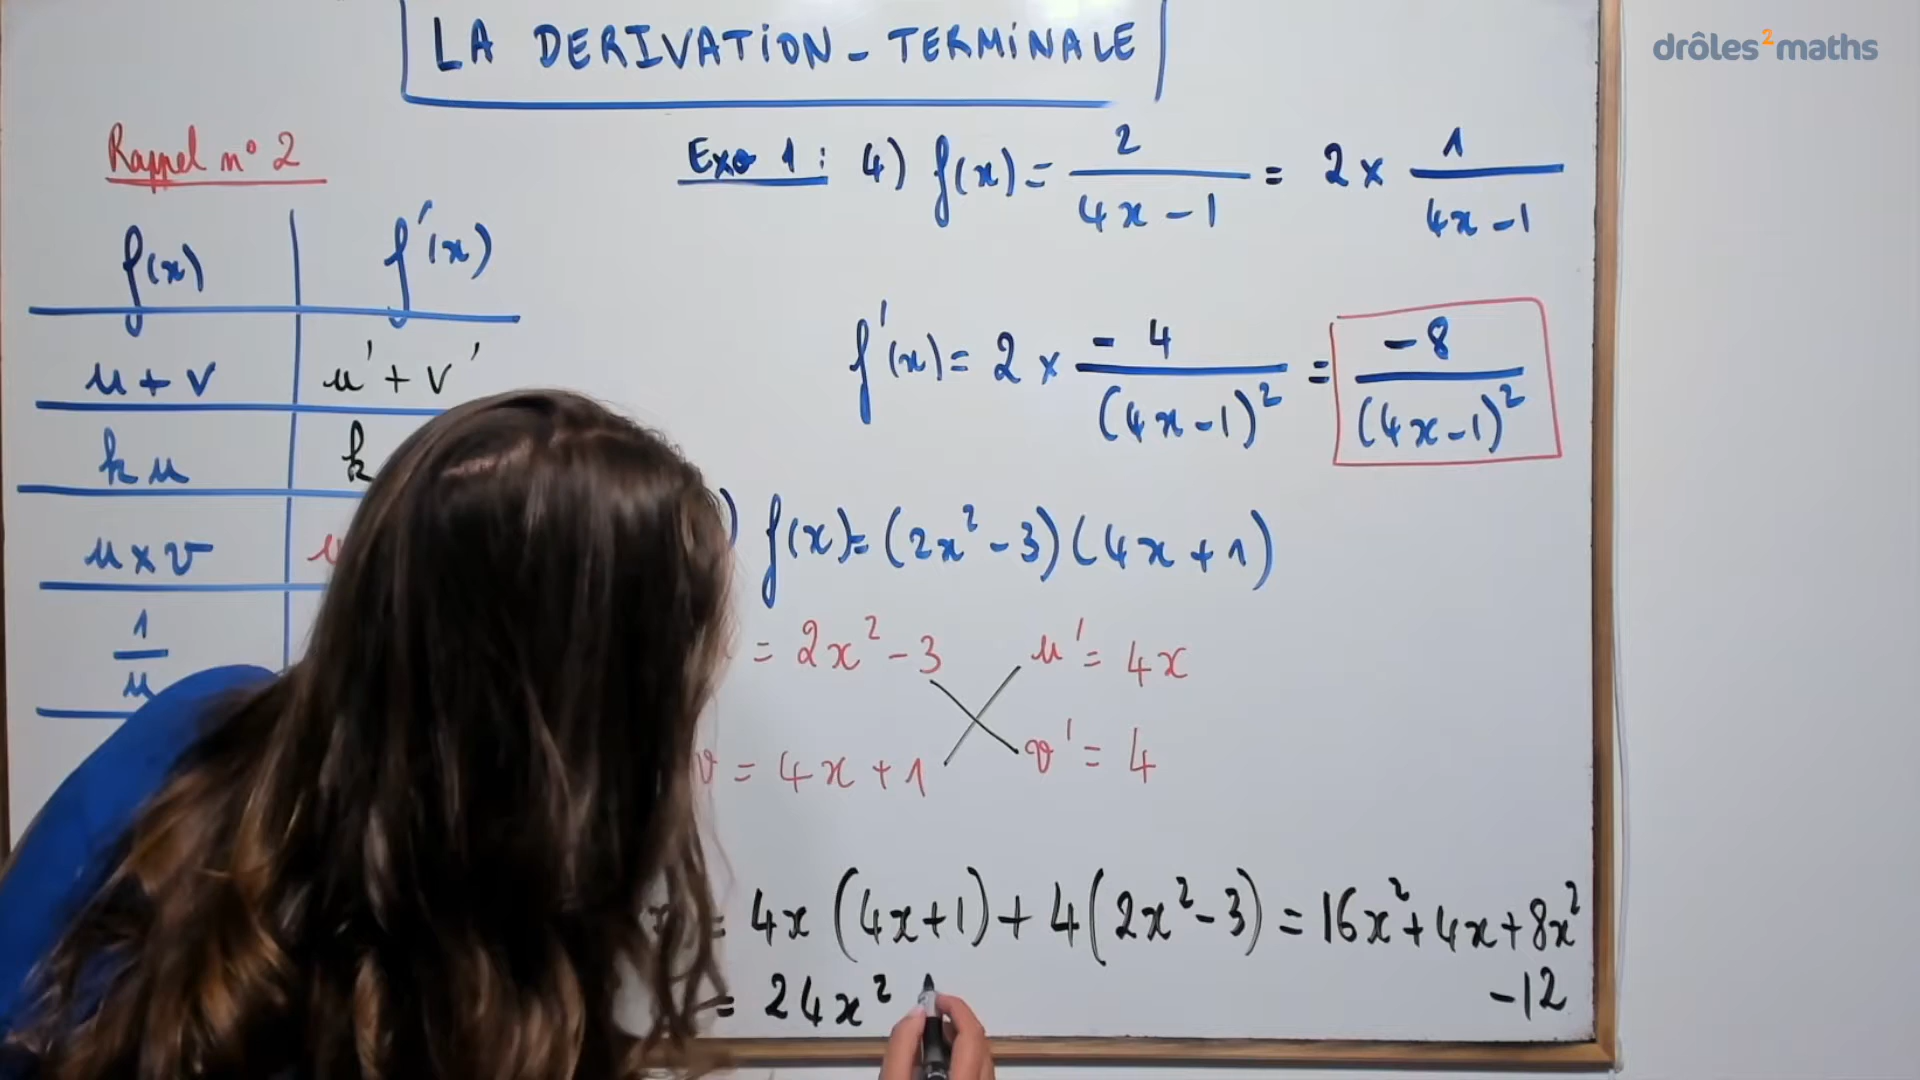 LA DERIVATION - TERMINALE
drôles2maths
Rappel n° 2
f(x) f'(x)
u + v u' + v'
k u k
u × v u
1
u
Exo 1 : 4) f(x) = 2/(4x - 1) = 2 × 1/(4x - 1)
f'(x) = 2 × - 4/(4x - 1)² = -8/(4x - 1)²
) f(x) = (2x² - 3)(4x + 1)
= 2x² - 3 u' = 4x
v = 4x + 1 v' = 4
= 4x (4x+1) + 4(2x² - 3) = 16x² + 4x + 8x²
-12
= 24x²